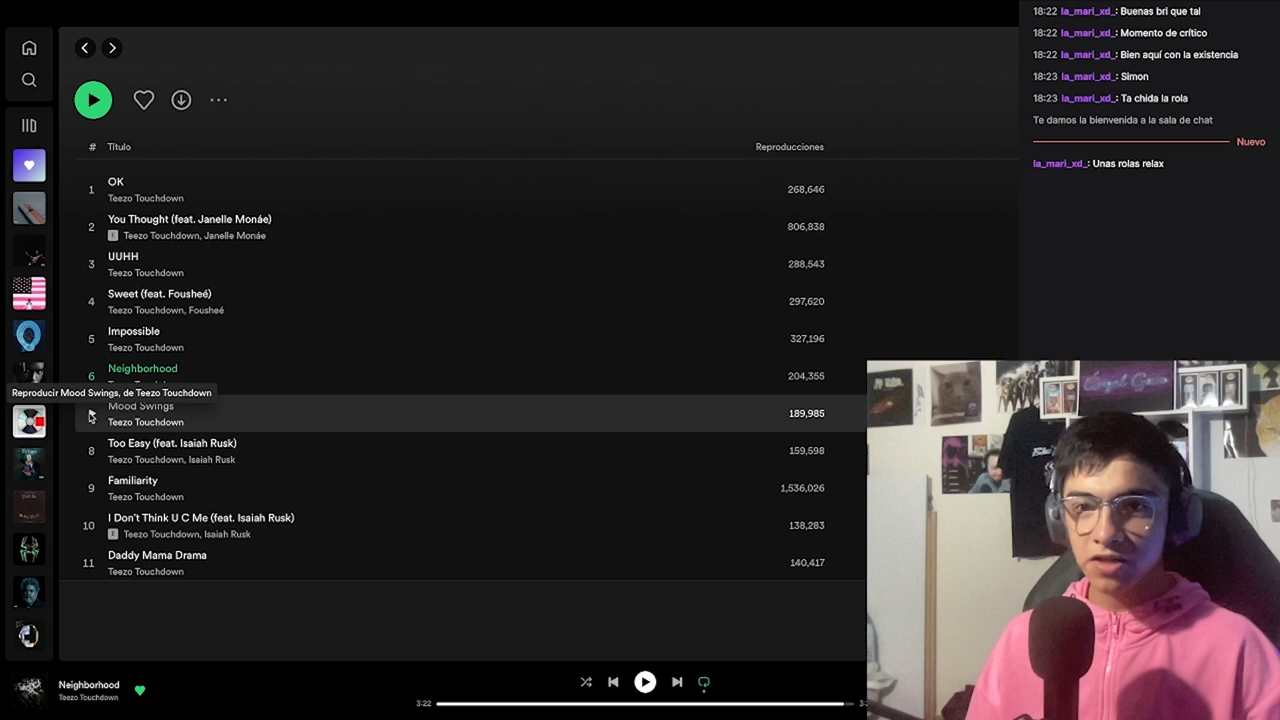 # Título Reproducciones
1 OK 268,646
Teezo Touchdown
2 You Thought (feat. Janelle Monáe) 806,838
E Teezo Touchdown, Janelle Monáe
3 UUHH 288,543
Teezo Touchdown
4 Sweet (feat. Fousheé) 297,620
Teezo Touchdown, Fousheé
5 Impossible 327,196
Teezo Touchdown
6 Neighborhood 204,355
Reproducir Mood Swings, de Teezo Touchdown
Mood Swings 189,985
Teezo Touchdown
8 Too Easy (feat. Isaiah Rusk) 159,598
Teezo Touchdown, Isaiah Rusk
9 Familiarity 1,536,026
Teezo Touchdown
10 I Don't Think U C Me (feat. Isaiah Rusk) 138,283
E Teezo Touchdown, Isaiah Rusk
11 Daddy Mama Drama 140,417
Teezo Touchdown
Neighborhood
Teezo Touchdown
3:22
18:22 la_mari_xd_: Buenas bri que tal
18:22 la_mari_xd_: Momento de crítico
18:22 la_mari_xd_: Bien aquí con la existencia
18:23 la_mari_xd_: Simon
18:23 la_mari_xd_: Ta chida la rola
Te damos la bienvenida a la sala de chat
Nuevo
la_mari_xd_: Unas rolas relax